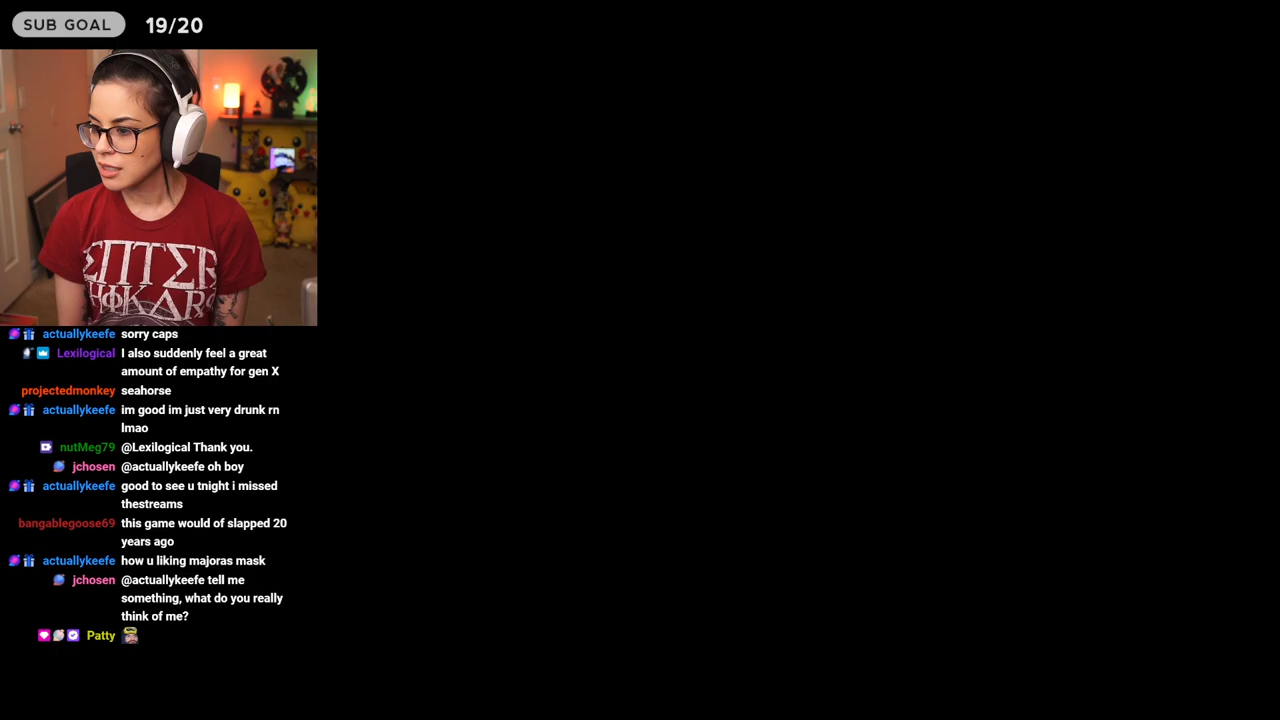 SUB GOAL 19/20
ΣΠΤΣR
HΦKΔR
actuallykeefe sorry caps
Lexilogical I also suddenly feel a great
amount of empathy for gen X
projectedmonkey seahorse
actuallykeefe im good im just very drunk rn
lmao
nutMeg79 @Lexilogical Thank you.
jchosen @actuallykeefe oh boy
actuallykeefe good to see u tnight i missed
thestreams
bangablegoose69 this game would of slapped 20
years ago
actuallykeefe how u liking majoras mask
jchosen @actuallykeefe tell me
something, what do you really
think of me?
Patty